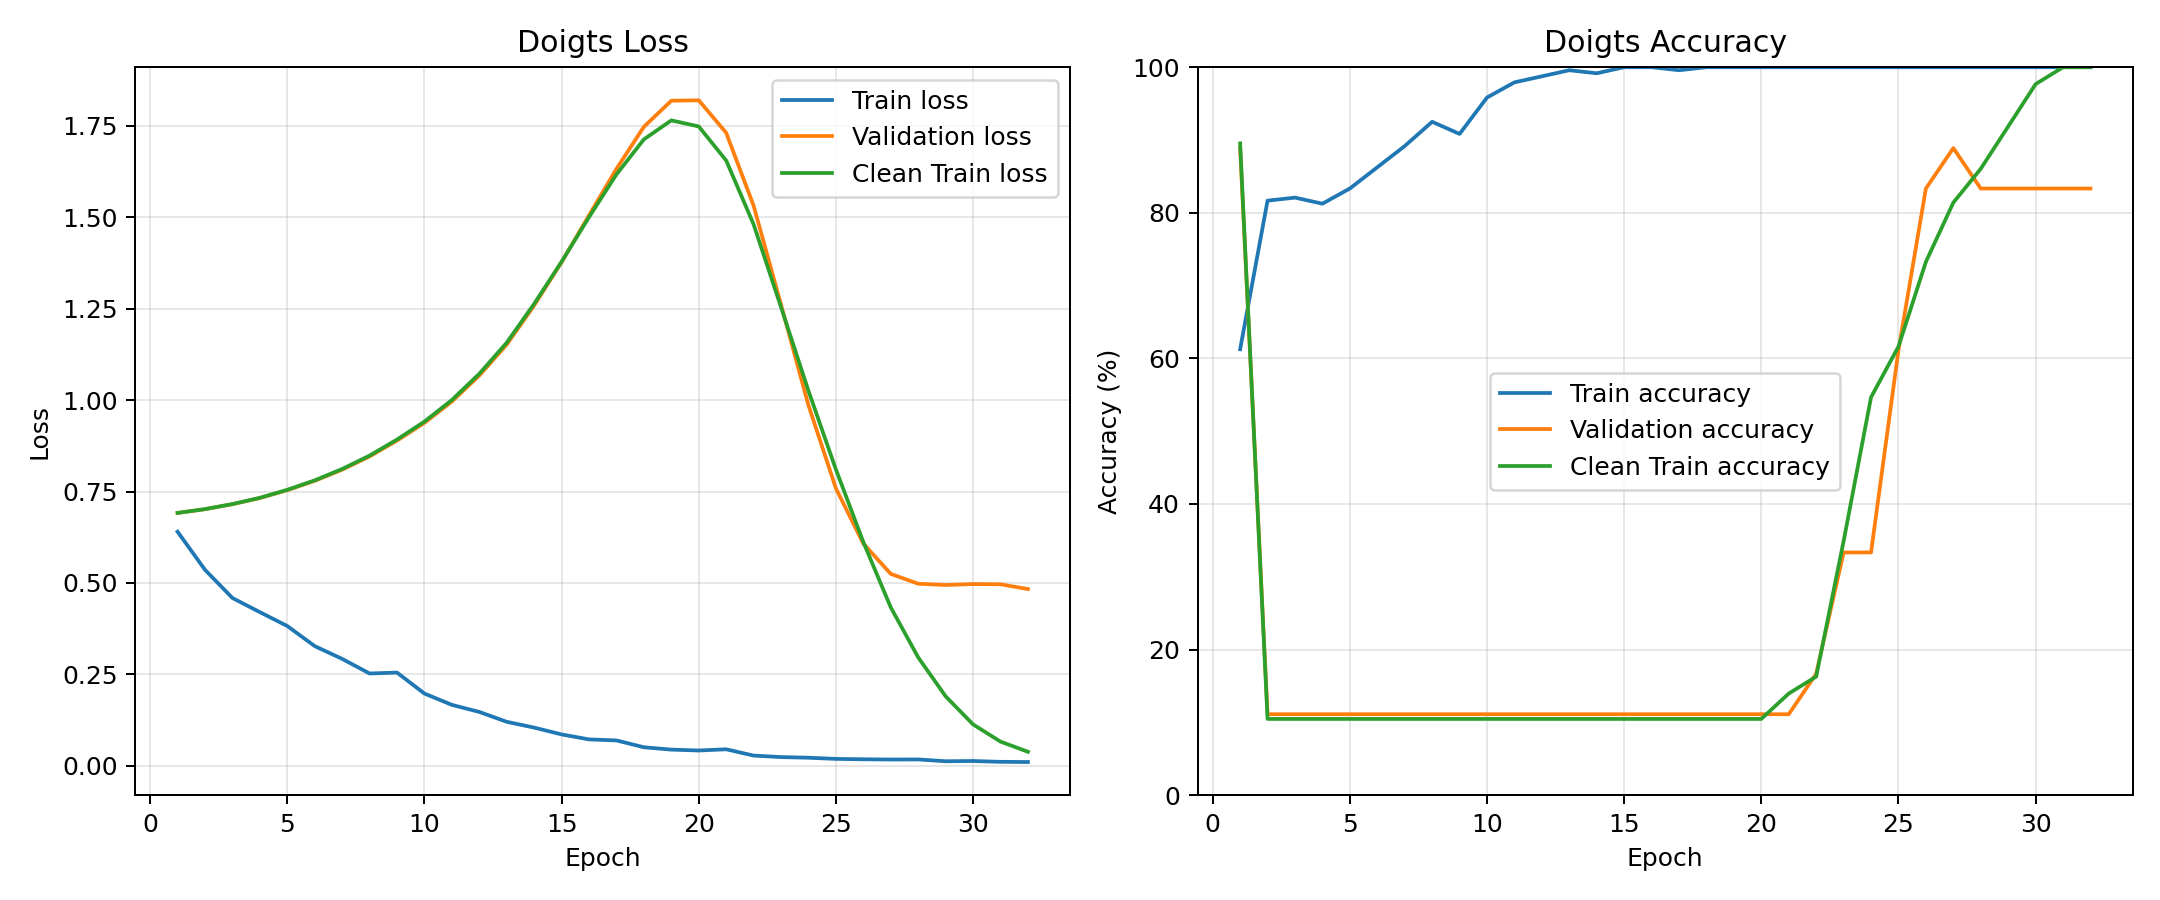 Doigts Loss
Train loss
Validation loss
Clean Train loss
1.75
1.50
1.25
1.00
0.75
0.50
0.25
0.00
Loss
0 5 10 15 20 25 30
Epoch
Doigts Accuracy
100
80
60
40
20
0
Accuracy (%)
Train accuracy
Validation accuracy
Clean Train accuracy
0 5 10 15 20 25 30
Epoch